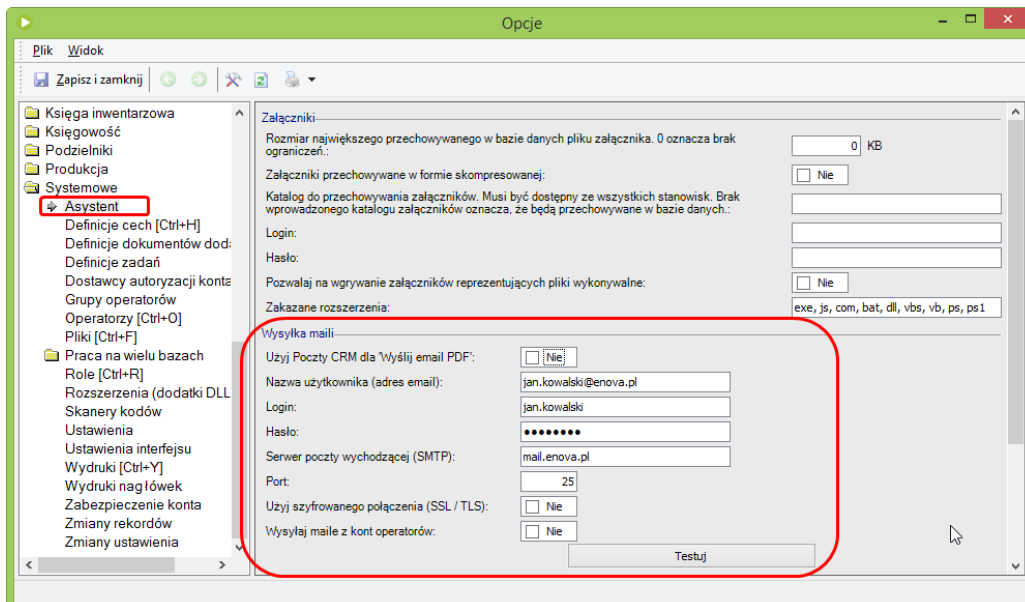 Opcje
Plik Widok
Zapisz i zamknij
Księga inwentarzowa
Księgowość
Podzielniki
Produkcja
Systemowe
Asystent
Definicje cech [Ctrl+H]
Definicje dokumentów dod
Definicje zadań
Dostawcy autoryzacji konta
Grupy operatorów
Operatorzy [Ctrl+O]
Pliki [Ctrl+F]
Praca na wielu bazach
Role [Ctrl+R]
Rozszerzenia (dodatki DLL
Skanery kodów
Ustawienia
Ustawienia interfejsu
Wydruki [Ctrl+Y]
Wydruki nagłówek
Zabezpieczenie konta
Zmiany rekordów
Zmiany ustawienia
Załączniki
Rozmiar największego przechowywanego w bazie danych pliku załącznika. 0 oznacza brak
ograniczeń.: 0 KB
Załączniki przechowywane w formie skompresowanej: Nie
Katalog do przechowywania załączników. Musi być dostępny ze wszystkich stanowisk. Brak
wprowadzonego katalogu załączników oznacza, że będą przechowywane w bazie danych.:
Login:
Hasło:
Pozwalaj na wgrywanie załączników reprezentujących pliki wykonywalne: Nie
Zakazane rozszerzenia: exe, js, com, bat, dll, vbs, vb, ps, ps1
Wysyłka maili
Użyj Poczty CRM dla 'Wyślij email PDF': Nie
Nazwa użytkownika (adres email): jan.kowalski@enova.pl
Login: jan.kowalski
Hasło: ●●●●●●●●
Serwer poczty wychodzącej (SMTP): mail.enova.pl
Port: 25
Użyj szyfrowanego połączenia (SSL / TLS): Nie
Wysyłaj maile z kont operatorów: Nie
Testuj